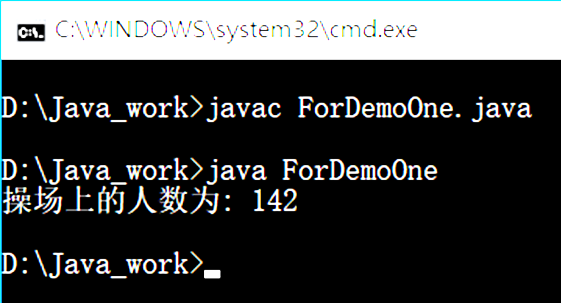 C:\WINDOWS\system32\cmd.exe
D:\Java_work>javac ForDemoOne.java
D:\Java_work>java ForDemoOne
操场上的人数为: 142
D:\Java_work>